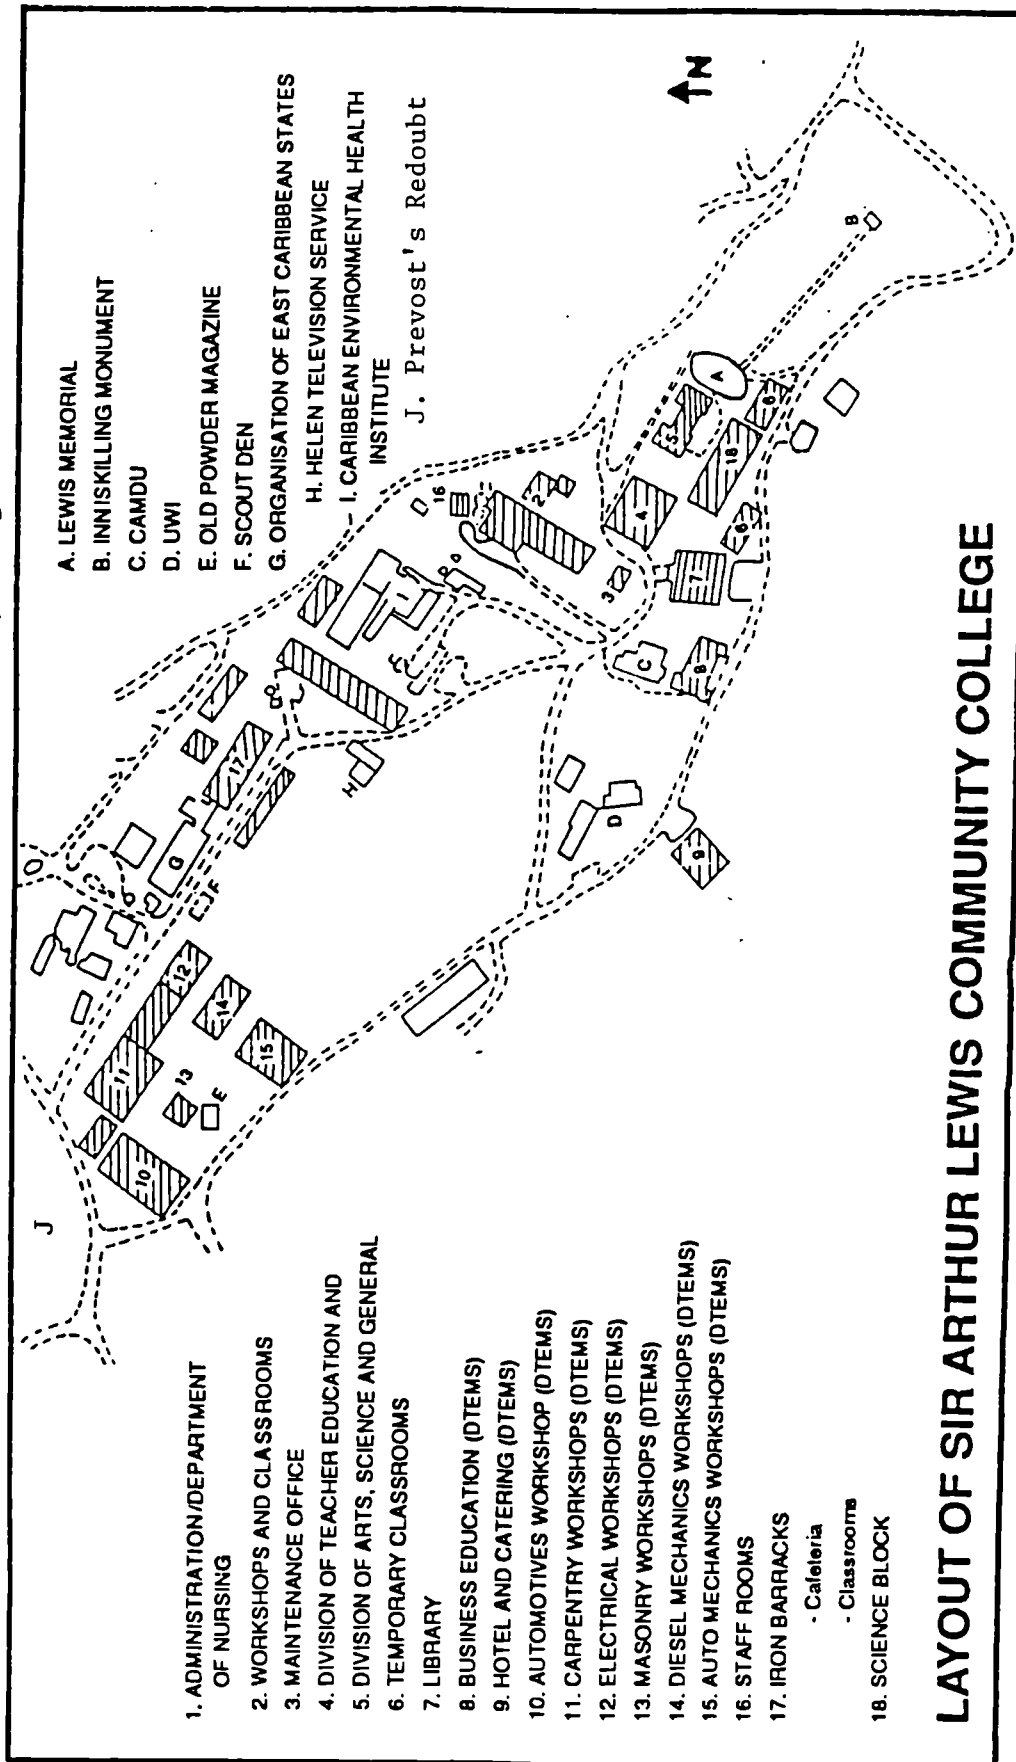 A. LEWIS MEMORIAL
B. INNISKILLING MONUMENT
C. CAMDU
D. UWI
E. OLD POWDER MAGAZINE
F. SCOUT DEN
G. ORGANISATION OF EAST CARIBBEAN STATES
H. HELEN TELEVISION SERVICE
I. CARIBBEAN ENVIRONMENTAL HEALTH
INSTITUTE
J. Prevost's Redoubt
N
J
10
11
12
13
14
15
E
F
G
17
H
I
16
2
3
4
5
A
B
C
D
6
18
6
7
8
9
1. ADMINISTRATION/DEPARTMENT
OF NURSING
2. WORKSHOPS AND CLASSROOMS
3. MAINTENANCE OFFICE
4. DIVISION OF TEACHER EDUCATION AND
5. DIVISION OF ARTS, SCIENCE AND GENERAL
6. TEMPORARY CLASSROOMS
7. LIBRARY
8. BUSINESS EDUCATION (DTEMS)
9. HOTEL AND CATERING (DTEMS)
10. AUTOMOTIVES WORKSHOP (DTEMS)
11. CARPENTRY WORKSHOPS (DTEMS)
12. ELECTRICAL WORKSHOPS (DTEMS)
13. MASONRY WORKSHOPS (DTEMS)
14. DIESEL MECHANICS WORKSHOPS (DTEMS)
15. AUTO MECHANICS WORKSHOPS (DTEMS)
16. STAFF ROOMS
17. IRON BARRACKS
- Cafeteria
- Classrooms
18. SCIENCE BLOCK
LAYOUT OF SIR ARTHUR LEWIS COMMUNITY COLLEGE